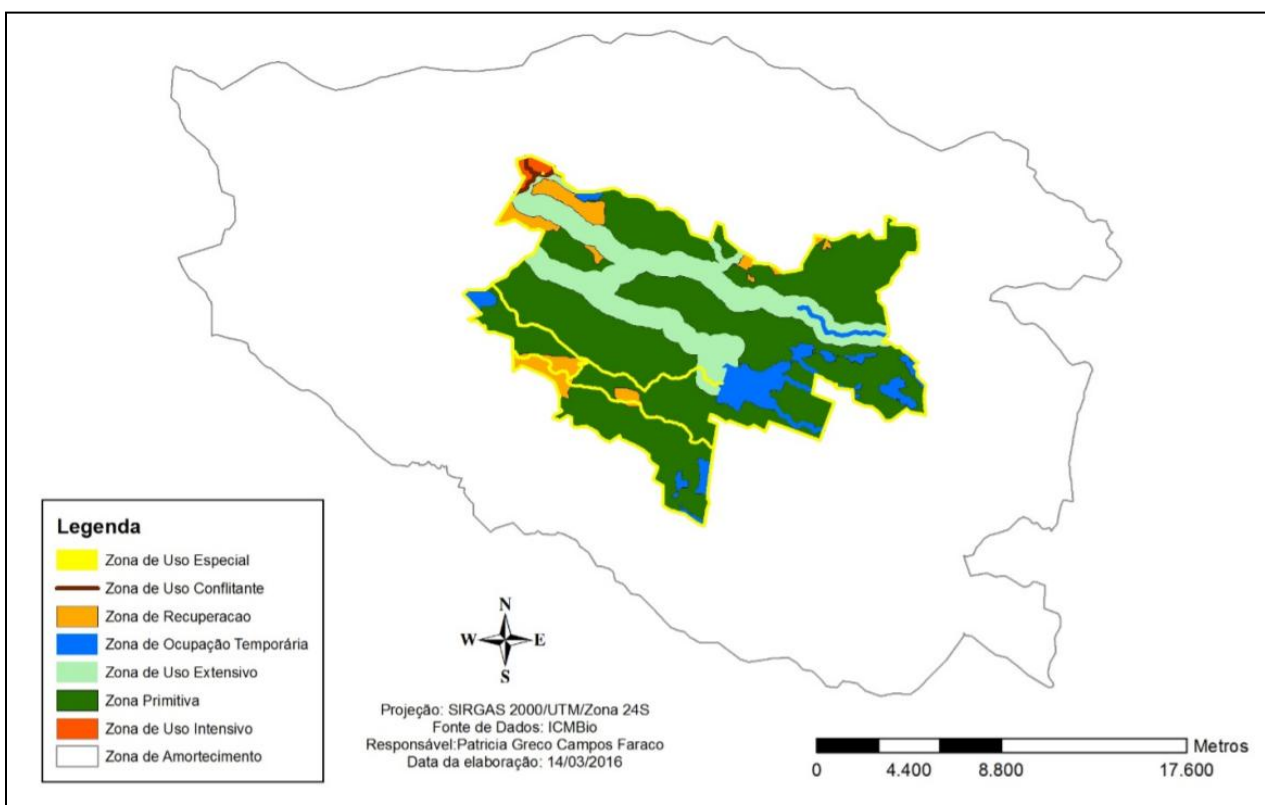 N
W E
S
Legenda
Zona de Uso Especial
Zona de Uso Conflitante
Zona de Recuperacao
Zona de Ocupação Temporária
Zona de Uso Extensivo
Zona Primitiva
Zona de Uso Intensivo
Zona de Amortecimento
Projeção: SIRGAS 2000/UTM/Zona 24S
Fonte de Dados: ICMBio
Responsável:Patricia Greco Campos Faraco
Data da elaboração: 14/03/2016
Metros
0 4.400 8.800 17.600